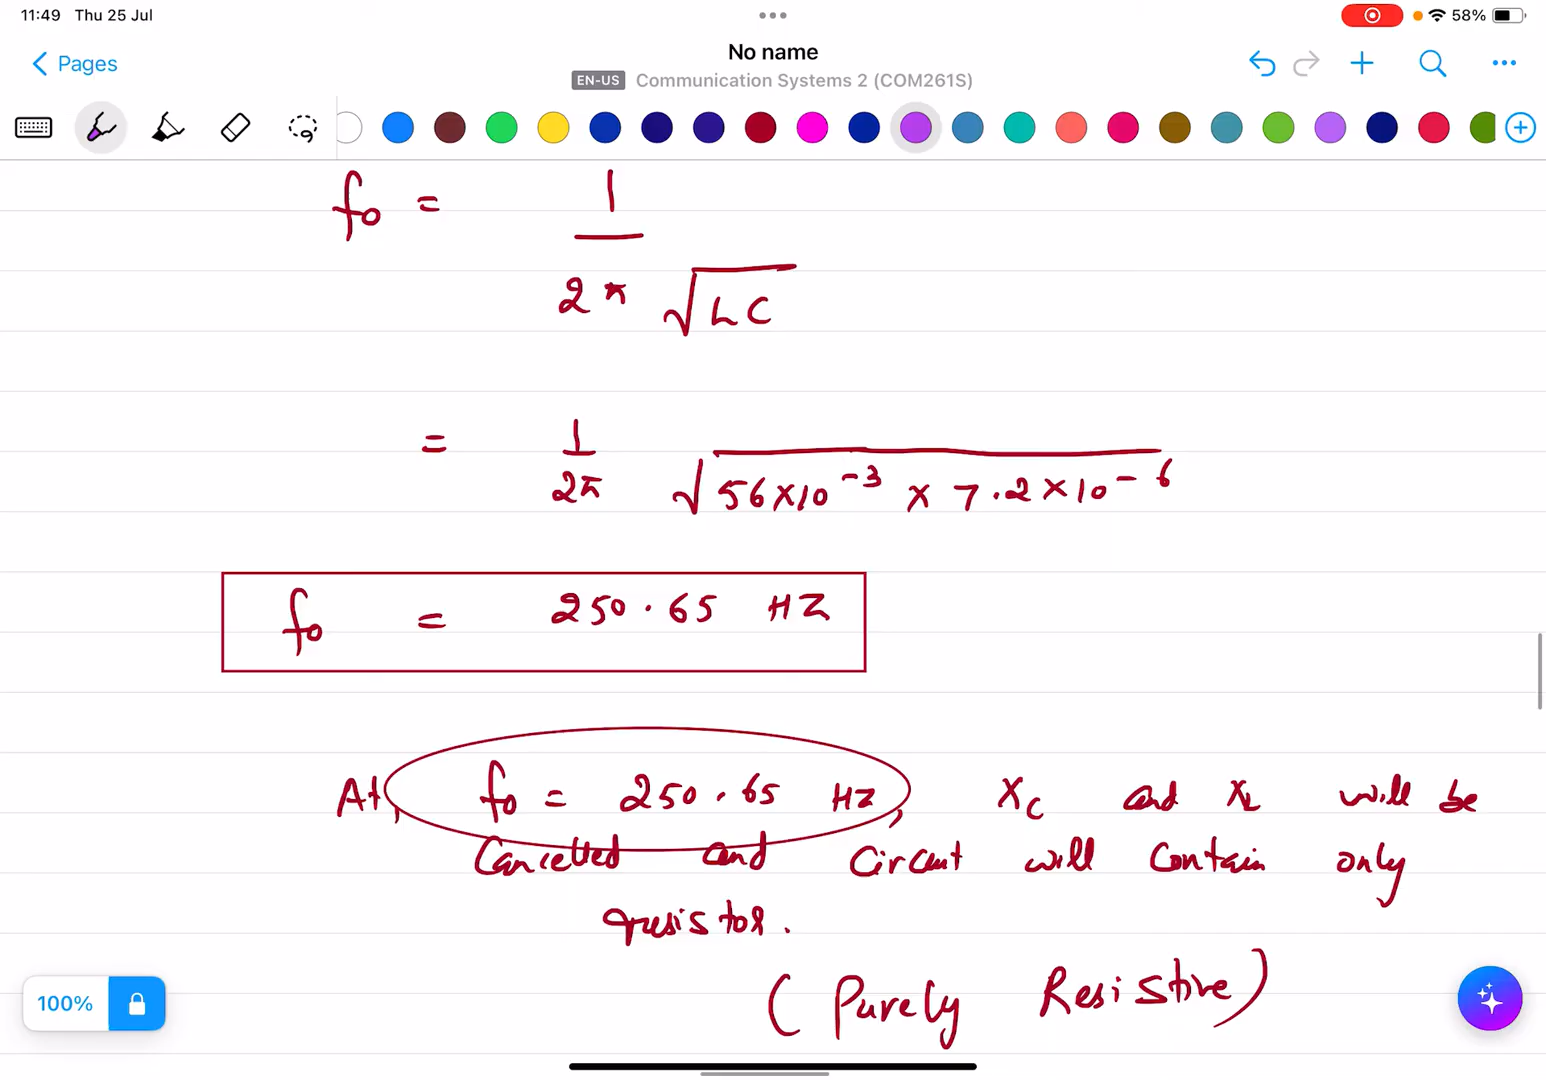 11:49 Thu 25 Jul
58%
Pages
No name
EN-US Communication Systems 2 (COM261S)
fo = 1
2π √LC
= 1
2π √56×10⁻³ × 7.2×10⁻⁶
fo = 250.65 HZ
At, fo = 250.65 HZ, Xc and XL will be
Cancelled and Circuit will Contain only
resistor.
(Purely Resistive)
100%